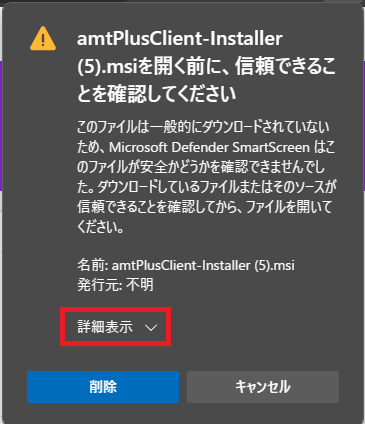 amtPlusClient-Installer
(5).msiを開く前に、信頼できるこ
とを確認してください
このファイルは一般的にダウンロードされていない
ため、Microsoft Defender SmartScreen は
このファイルが安全かどうかを確認できませんでし
た。ダウンロードしているファイルまたはそのソースが
信頼できることを確認してから、ファイルを開いて
ください。
名前: amtPlusClient-Installer (5).msi
発行元: 不明
詳細表示
削除
キャンセル